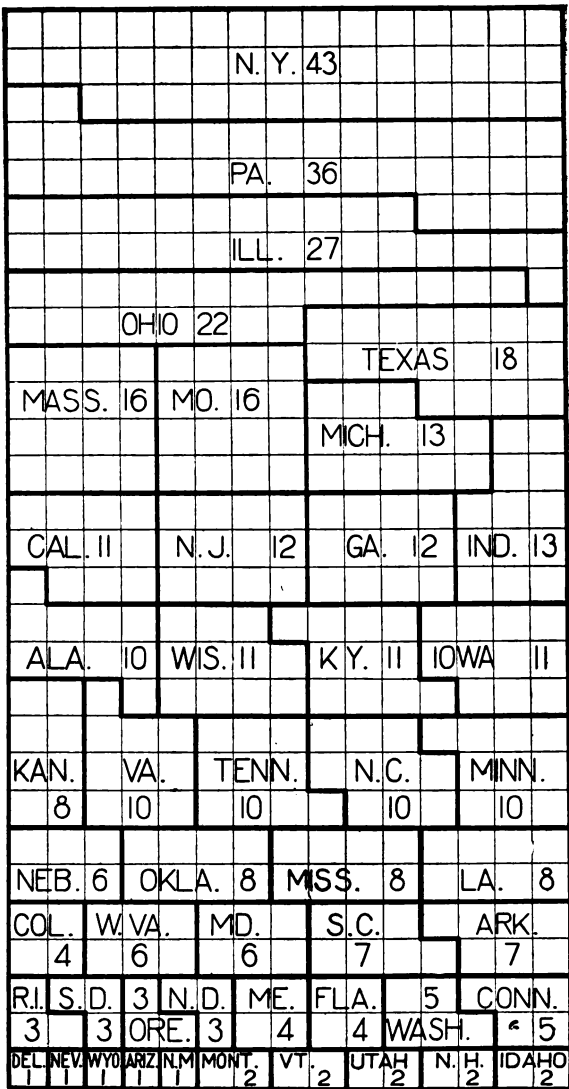 N. Y. 43
PA. 36
ILL. 27
OHIO 22
TEXAS 18
MASS. 16 MO. 16
MICH. 13
CAL. 11 N. J. 12 GA. 12 IND. 13
ALA. 10 WIS. 11 KY. 11 IOWA 11
KAN. VA. TENN. N.C. MINN.
8 10 10 10 10
NEB. 6 OKLA. 8 MISS. 8 LA. 8
COL. W. VA. MD. S.C. ARK.
4 6 6 7 7
R.I. S. D. 3 N. D. ME. FLA. 5 CONN.
3 3 ORE. 3 4 4 WASH. 5
DEL. NEV. WYO. ARIZ. N.M. MONT. VT. UTAH N. H. IDAHO
1 1 1 1 1 2 2 2 2 2